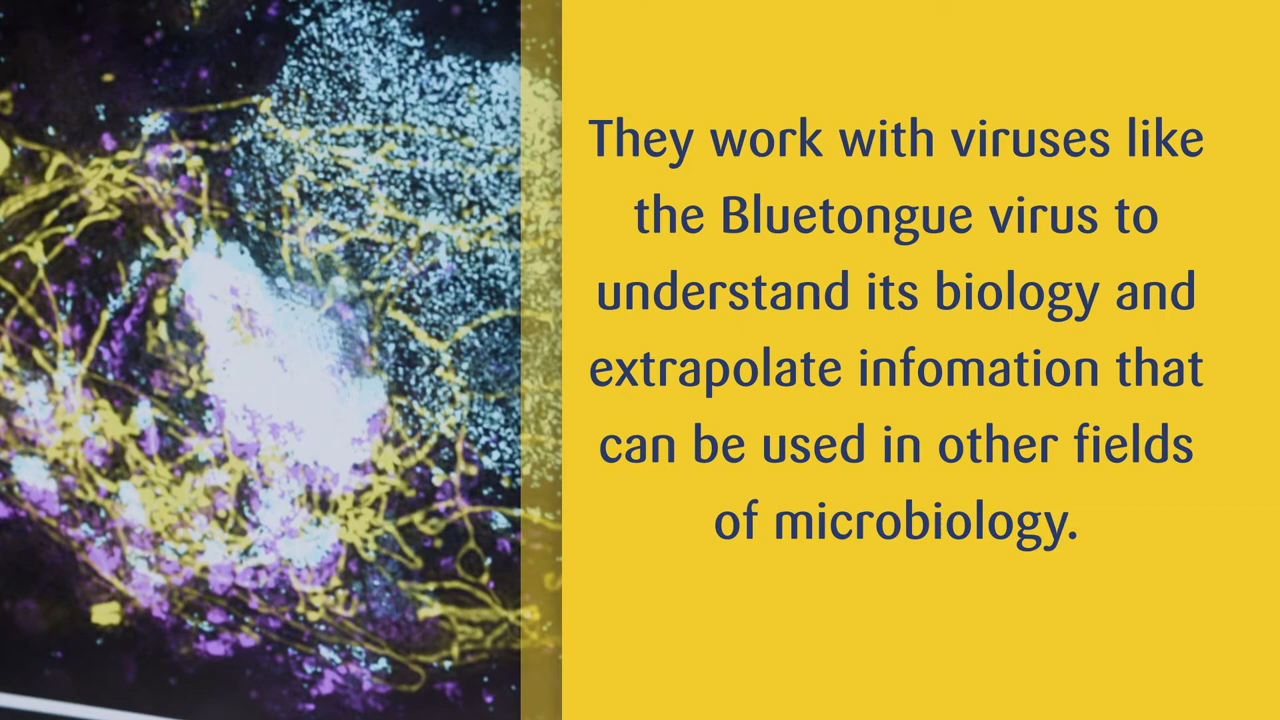 They work with viruses like
the Bluetongue virus to
understand its biology and
extrapolate infomation that
can be used in other fields
of microbiology.